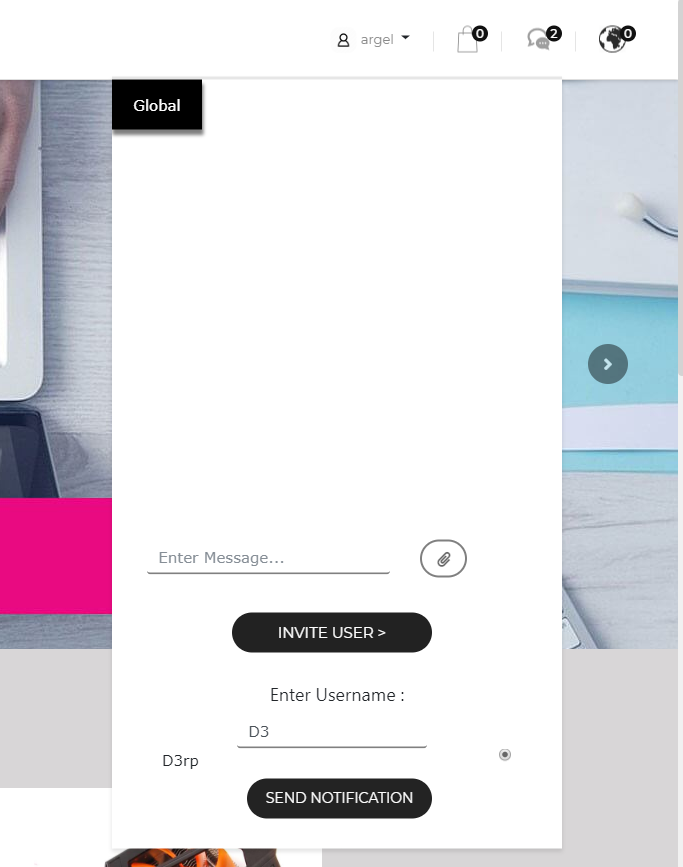 argel
0
2
0
Global
Enter Message...
INVITE USER >
Enter Username :
D3
D3rp
SEND NOTIFICATION